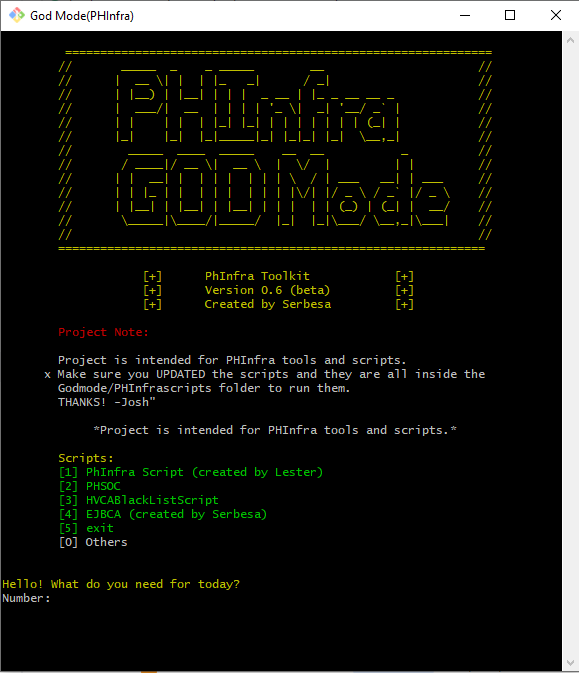 God Mode(PHInfra)
PHInfra
GODMode
[+] PhInfra Toolkit [+]
[+] Version 0.6 (beta) [+]
[+] Created by Serbesa [+]
Project Note:
Project is intended for PHInfra tools and scripts.
x Make sure you UPDATED the scripts and they are all inside the
Godmode/PHInfrascripts folder to run them.
THANKS! -Josh"
*Project is intended for PHInfra tools and scripts.*
Scripts:
[1] PhInfra Script (created by Lester)
[2] PHSOC
[3] HVCABlackListScript
[4] EJBCA (created by Serbesa)
[5] exit
[0] Others
Hello! What do you need for today?
Number: